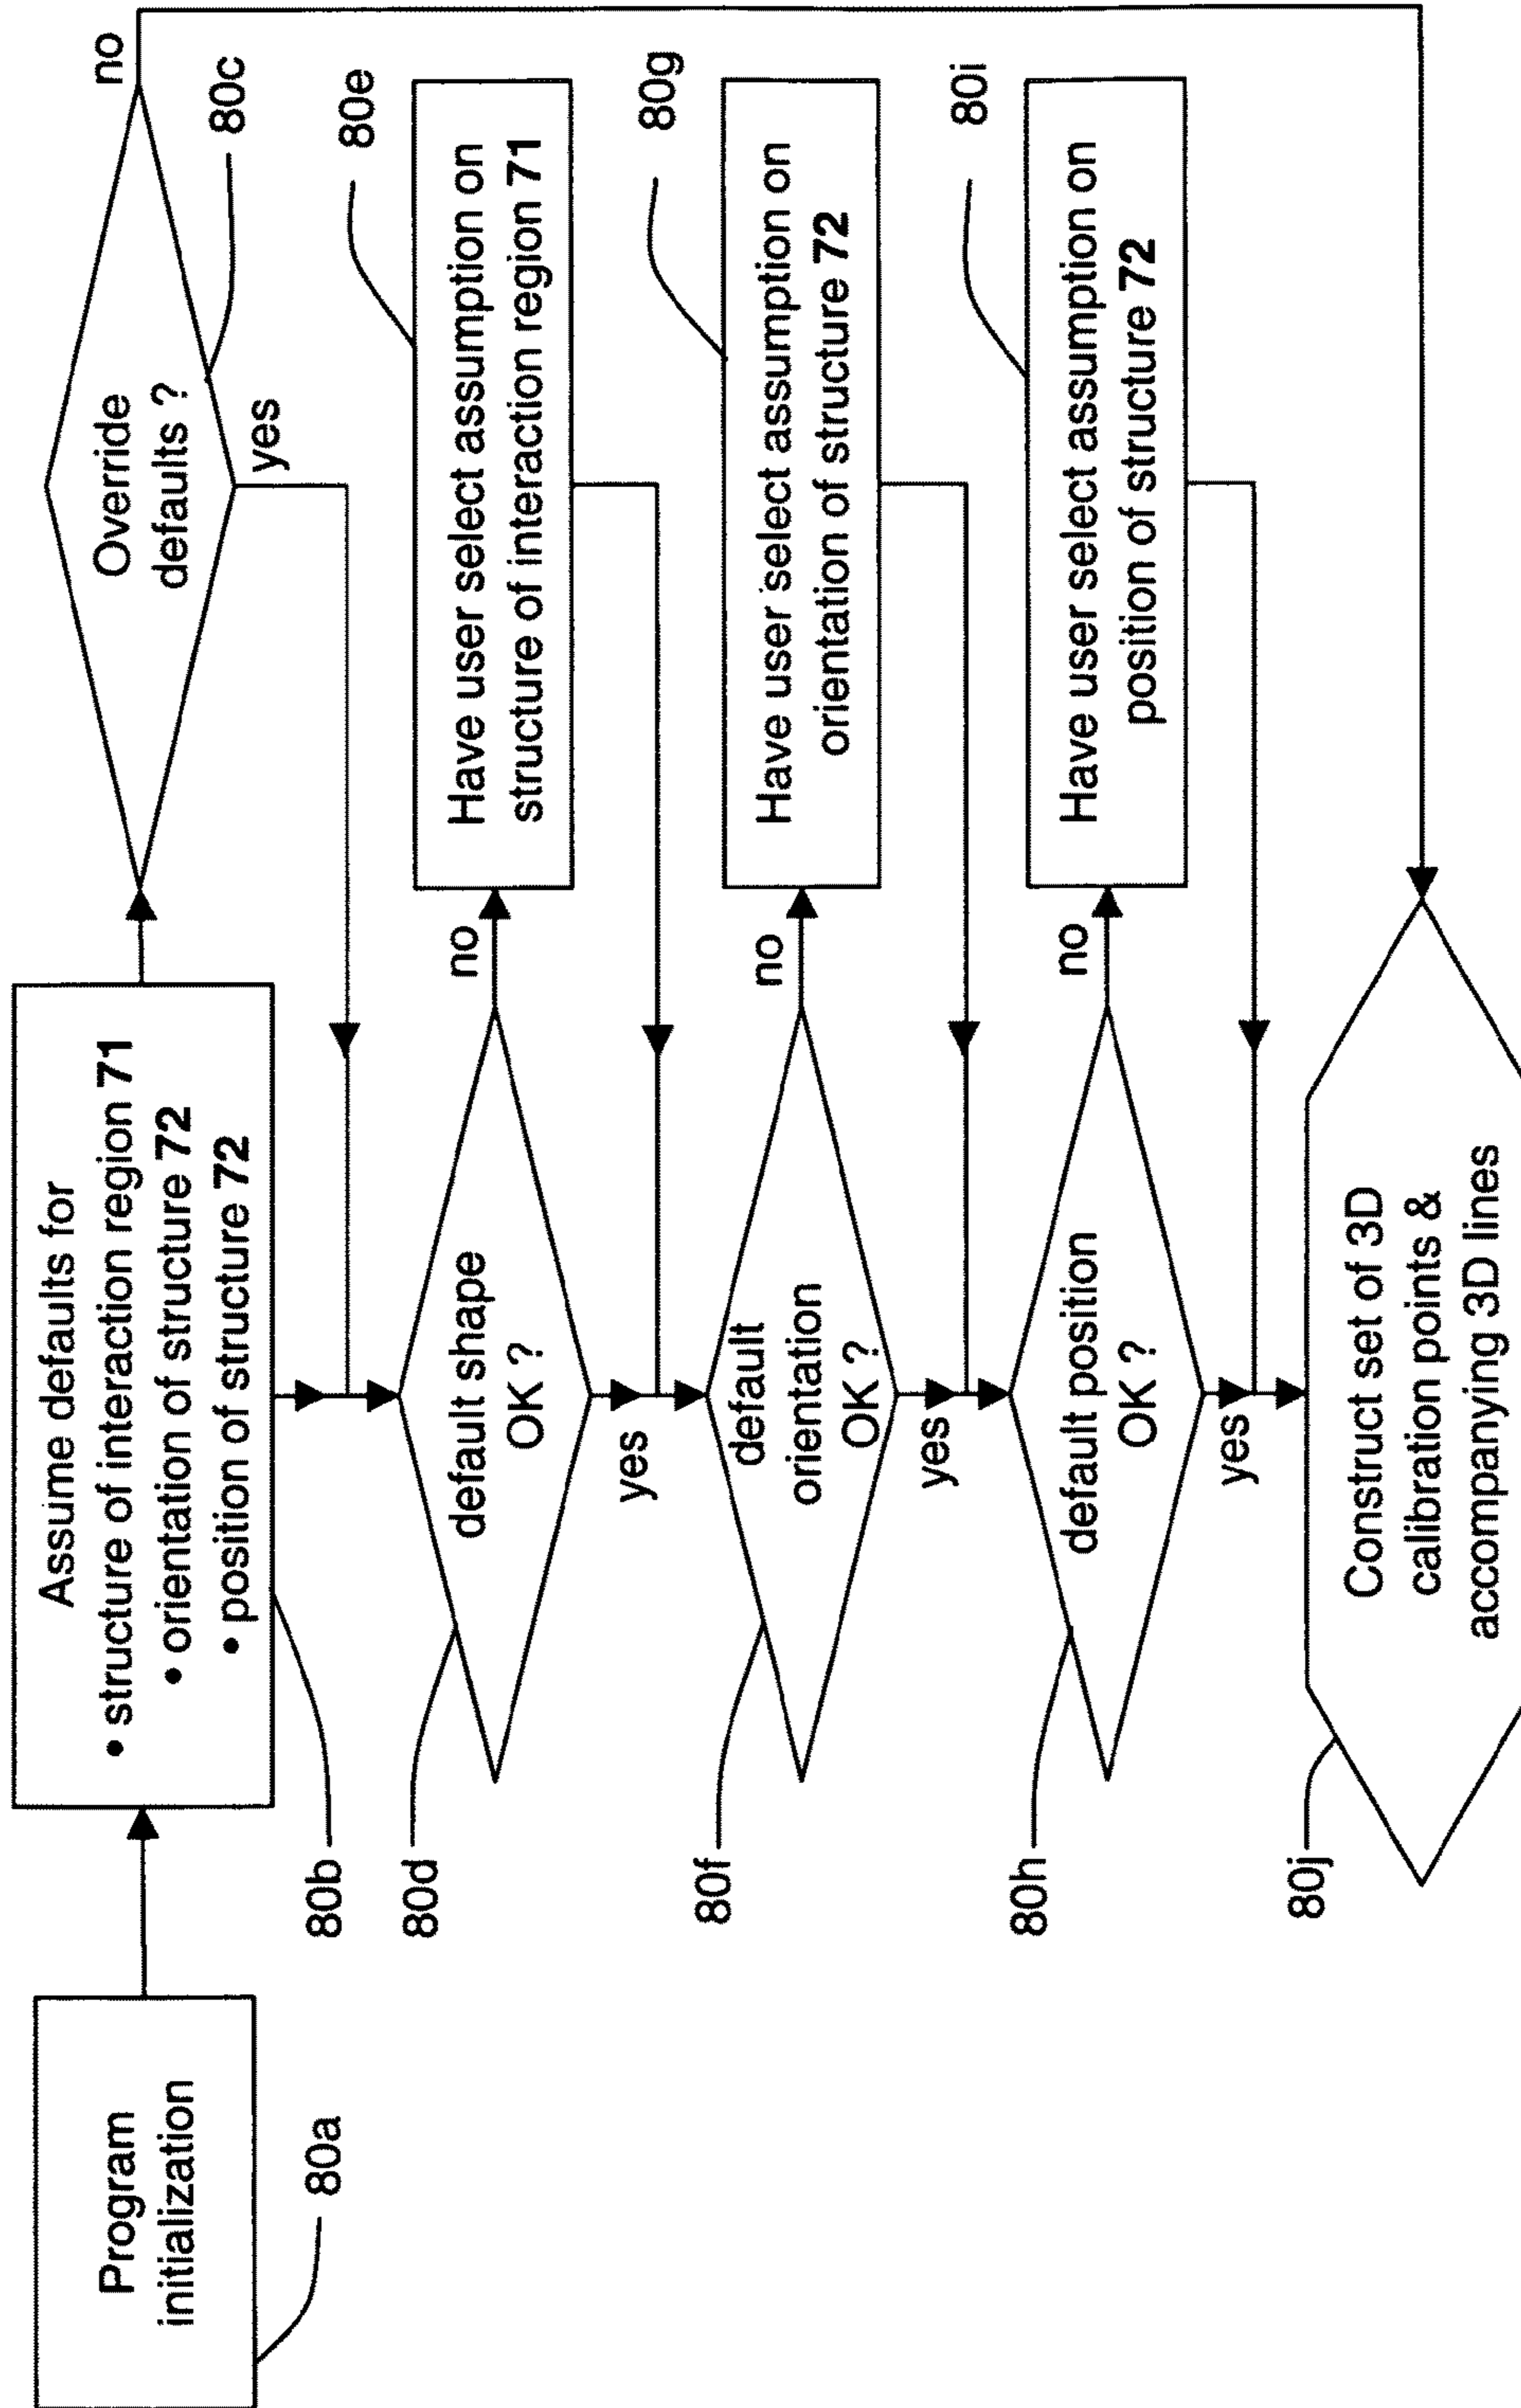 Program
initialization
80a
Assume defaults for
• structure of interaction region 71
• orientation of structure 72
• position of structure 72
80b
Override
defaults ?
no
80c
yes
default shape
OK ?
80d
no
Have user select assumption on
structure of interaction region 71
80e
yes
default
orientation
OK ?
80f
no
Have user select assumption on
orientation of structure 72
80g
yes
default position
OK ?
80h
no
Have user select assumption on
position of structure 72
80i
yes
Construct set of 3D
calibration points &
accompanying 3D lines
80j